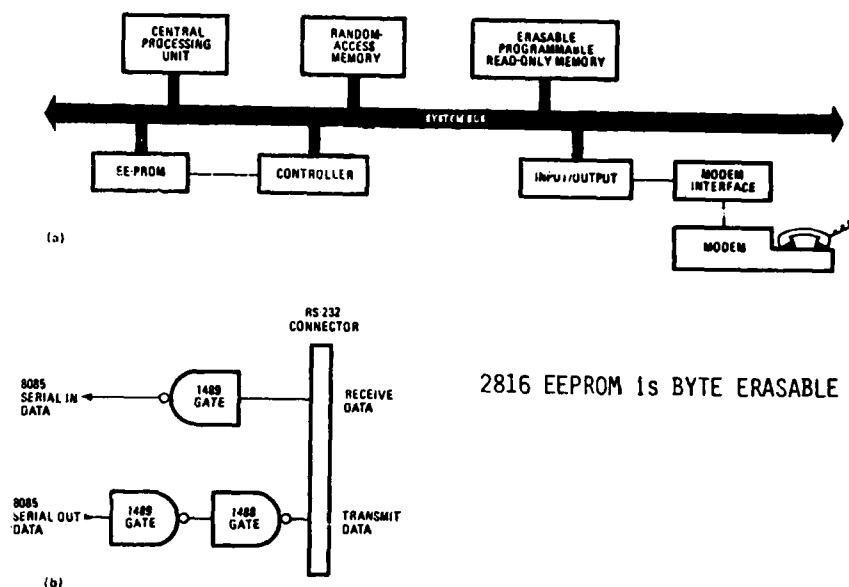 CENTRAL
PROCESSING
UNIT
RANDOM-
ACCESS
MEMORY
ERASABLE
PROGRAMMABLE
READ-ONLY MEMORY
SYSTEM BUS
EE-PROM
CONTROLLER
INPUT/OUTPUT
MODEM
INTERFACE
MODEM
(a)
RS-232
CONNECTOR
8085
SERIAL IN
DATA
1489
GATE
RECEIVE
DATA
2816 EEPROM is BYTE ERASABLE
8085
SERIAL OUT
DATA
1489
GATE
1488
GATE
TRANSMIT
DATA
(b)